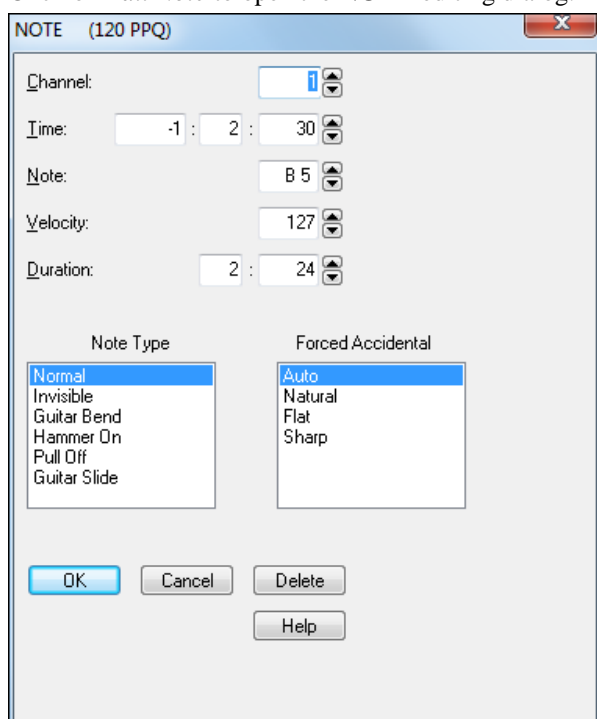 NOTE (120 PPQ)
Channel: 1
Time: -1 : 2 : 30
Note: B 5
Velocity: 127
Duration: 2 : 24
Note Type
Normal
Invisible
Guitar Bend
Hammer On
Pull Off
Guitar Slide
Forced Accidental
Auto
Natural
Flat
Sharp
OK Cancel Delete
Help